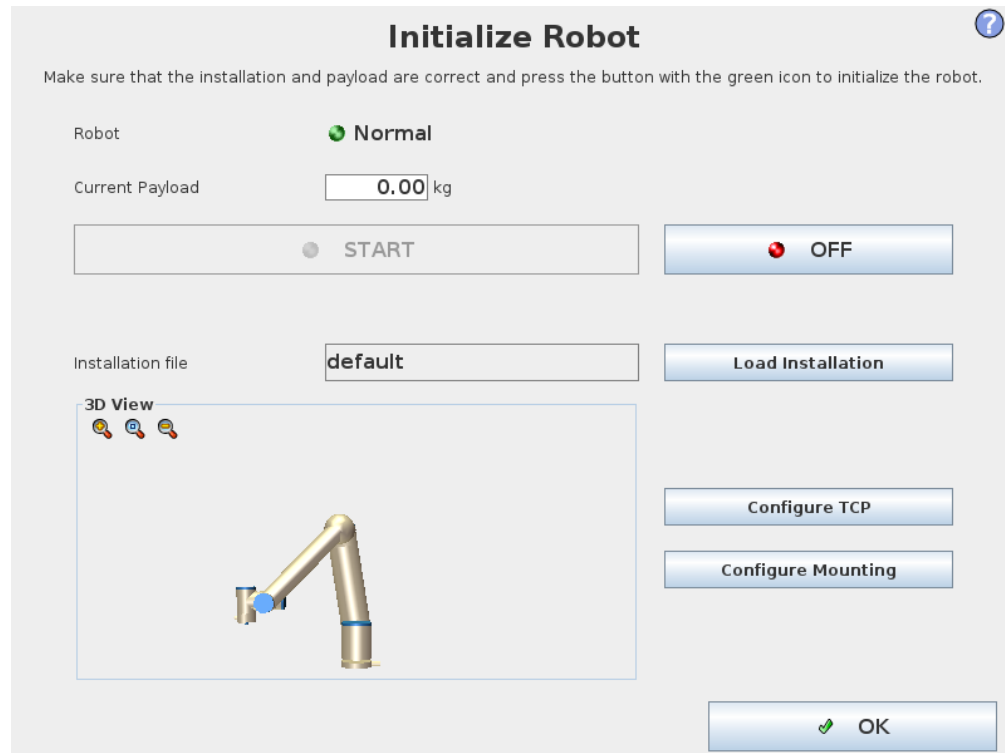 Initialize Robot
?
Make sure that the installation and payload are correct and press the button with the green icon to initialize the robot.
Robot Normal
Current Payload 0.00 kg
START OFF
Installation file default Load Installation
3D View
Configure TCP
Configure Mounting
OK